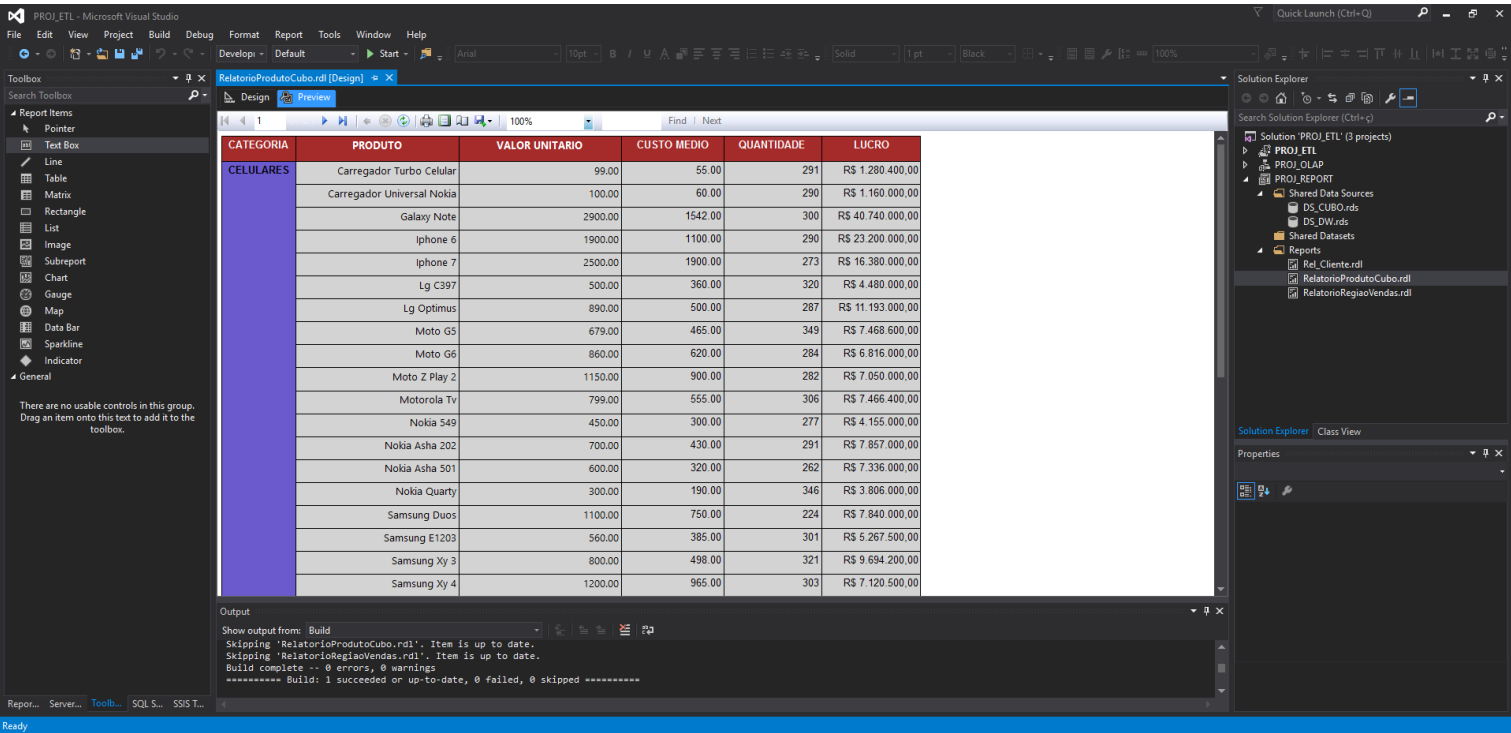 PROJ_ETL - Microsoft Visual Studio
Quick Launch (Ctrl+Q)
File Edit View Project Build Debug Format Report Tools Window Help
Developi Default Start Arial 10pt B I U A Solid 1 pt Black 100%
Toolbox
Search Toolbox
Report Items
Pointer
Text Box
Line
Table
Matrix
Rectangle
List
Image
Subreport
Chart
Gauge
Map
Data Bar
Sparkline
Indicator
General
There are no usable controls in this group.
Drag an item onto this text to add it to the
toolbox.
Repor... Server... Toolb... SQL S... SSIS T...
RelatorioProdutoCubo.rdl [Design]
Design Preview
1 100% Find | Next
CATEGORIA PRODUTO VALOR UNITARIO CUSTO MEDIO QUANTIDADE LUCRO
CELULARES Carregador Turbo Celular 99.00 55.00 291 R$ 1.280.400,00
Carregador Universal Nokia 100.00 60.00 290 R$ 1.160.000,00
Galaxy Note 2900.00 1542.00 300 R$ 40.740.000,00
Iphone 6 1900.00 1100.00 290 R$ 23.200.000,00
Iphone 7 2500.00 1900.00 273 R$ 16.380.000,00
Lg C397 500.00 360.00 320 R$ 4.480.000,00
Lg Optimus 890.00 500.00 287 R$ 11.193.000,00
Moto G5 679.00 465.00 349 R$ 7.468.600,00
Moto G6 860.00 620.00 284 R$ 6.816.000,00
Moto Z Play 2 1150.00 900.00 282 R$ 7.050.000,00
Motorola Tv 799.00 555.00 306 R$ 7.466.400,00
Nokia 549 450.00 300.00 277 R$ 4.155.000,00
Nokia Asha 202 700.00 430.00 291 R$ 7.857.000,00
Nokia Asha 501 600.00 320.00 262 R$ 7.336.000,00
Nokia Quarty 300.00 190.00 346 R$ 3.806.000,00
Samsung Duos 1100.00 750.00 224 R$ 7.840.000,00
Samsung E1203 560.00 385.00 301 R$ 5.267.500,00
Samsung Xy 3 800.00 498.00 321 R$ 9.694.200,00
Samsung Xy 4 1200.00 965.00 303 R$ 7.120.500,00
Output
Show output from: Build
Skipping 'RelatorioProdutoCubo.rdl'. Item is up to date.
Skipping 'RelatorioRegiaoVendas.rdl'. Item is up to date.
Build complete -- 0 errors, 0 warnings
========== Build: 1 succeeded or up-to-date, 0 failed, 0 skipped ==========
Solution Explorer
Search Solution Explorer (Ctrl+ç)
Solution 'PROJ_ETL' (3 projects)
PROJ_ETL
PROJ_OLAP
PROJ_REPORT
Shared Data Sources
DS_CUBO.rds
DS_DW.rds
Shared Datasets
Reports
Rel_Cliente.rdl
RelatorioProdutoCubo.rdl
RelatorioRegiaoVendas.rdl
Solution Explorer Class View
Properties
Ready